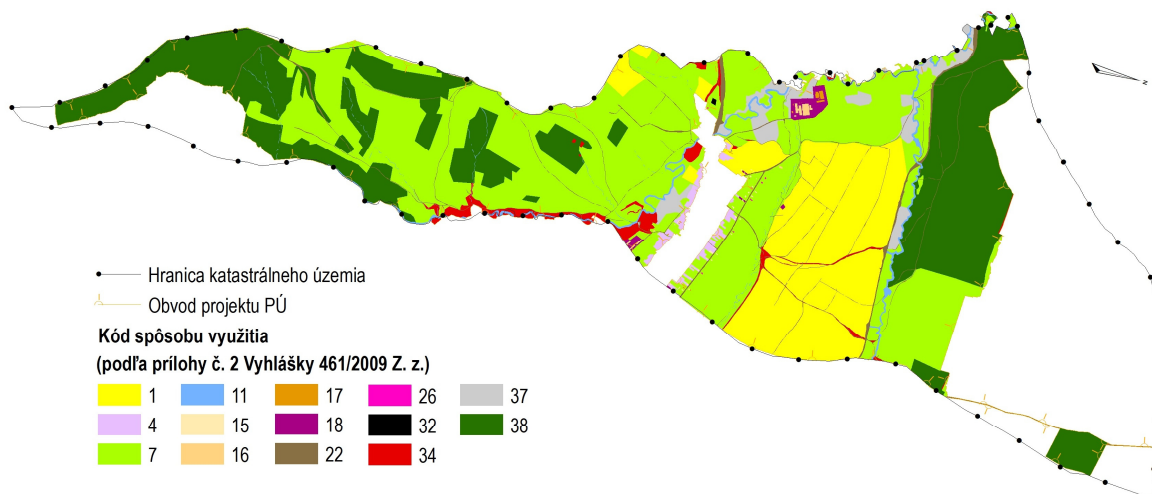 Hranica katastrálneho územia
Obvod projektu PÚ
Kód spôsobu využitia
(podľa prílohy č. 2 Vyhlášky 461/2009 Z. z.)
1 11 17 26 37
4 15 18 32 38
7 16 22 34